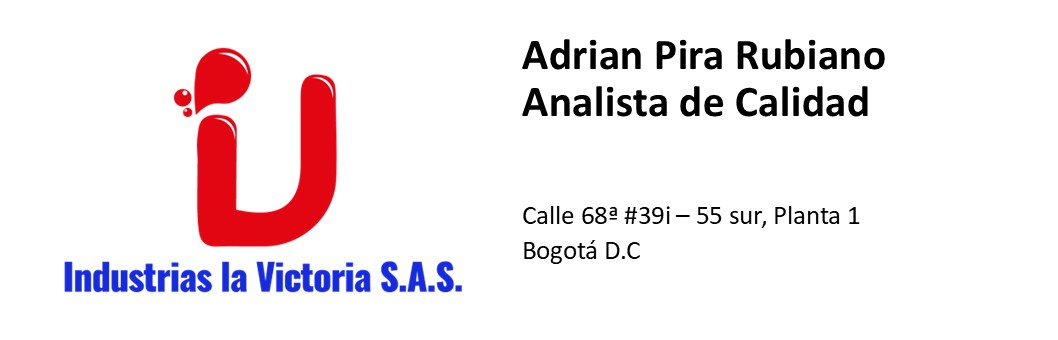 Adrian Pira Rubiano
Analista de Calidad
Calle 68ª #39i – 55 sur, Planta 1
Bogotá D.C
Industrias la Victoria S.A.S.